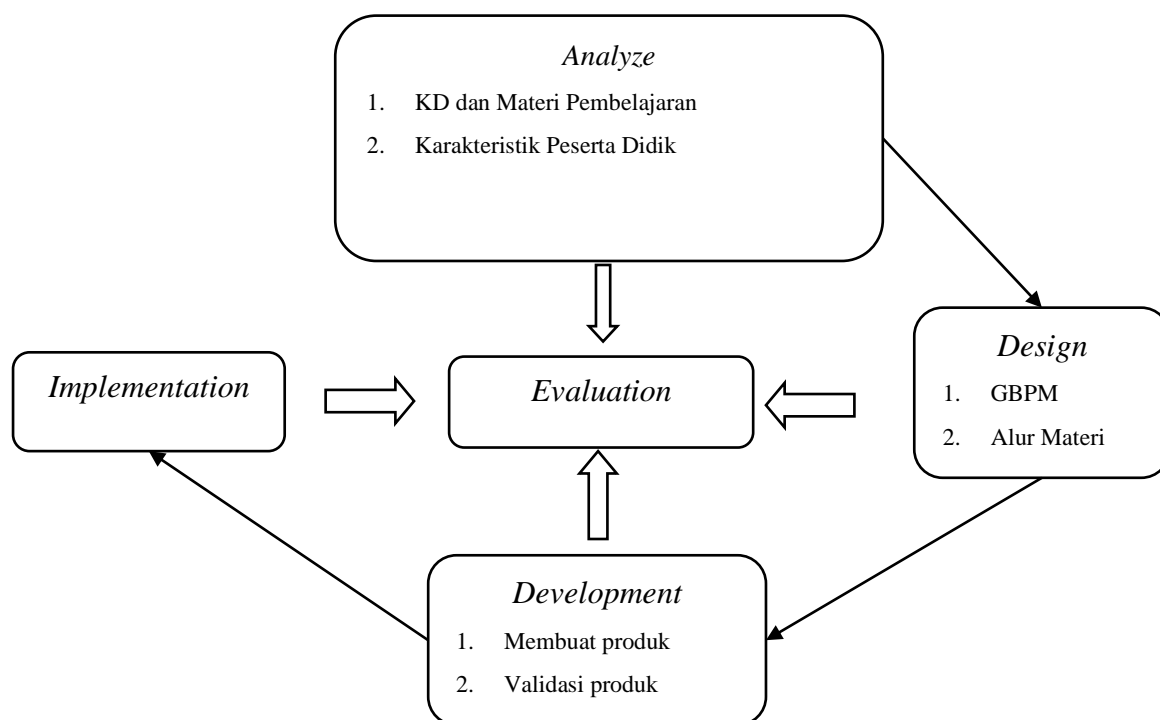 Analyze
1. KD dan Materi Pembelajaran
2. Karakteristik Peserta Didik
Design
1. GBPM
2. Alur Materi
Implementation
Evaluation
Development
1. Membuat produk
2. Validasi produk